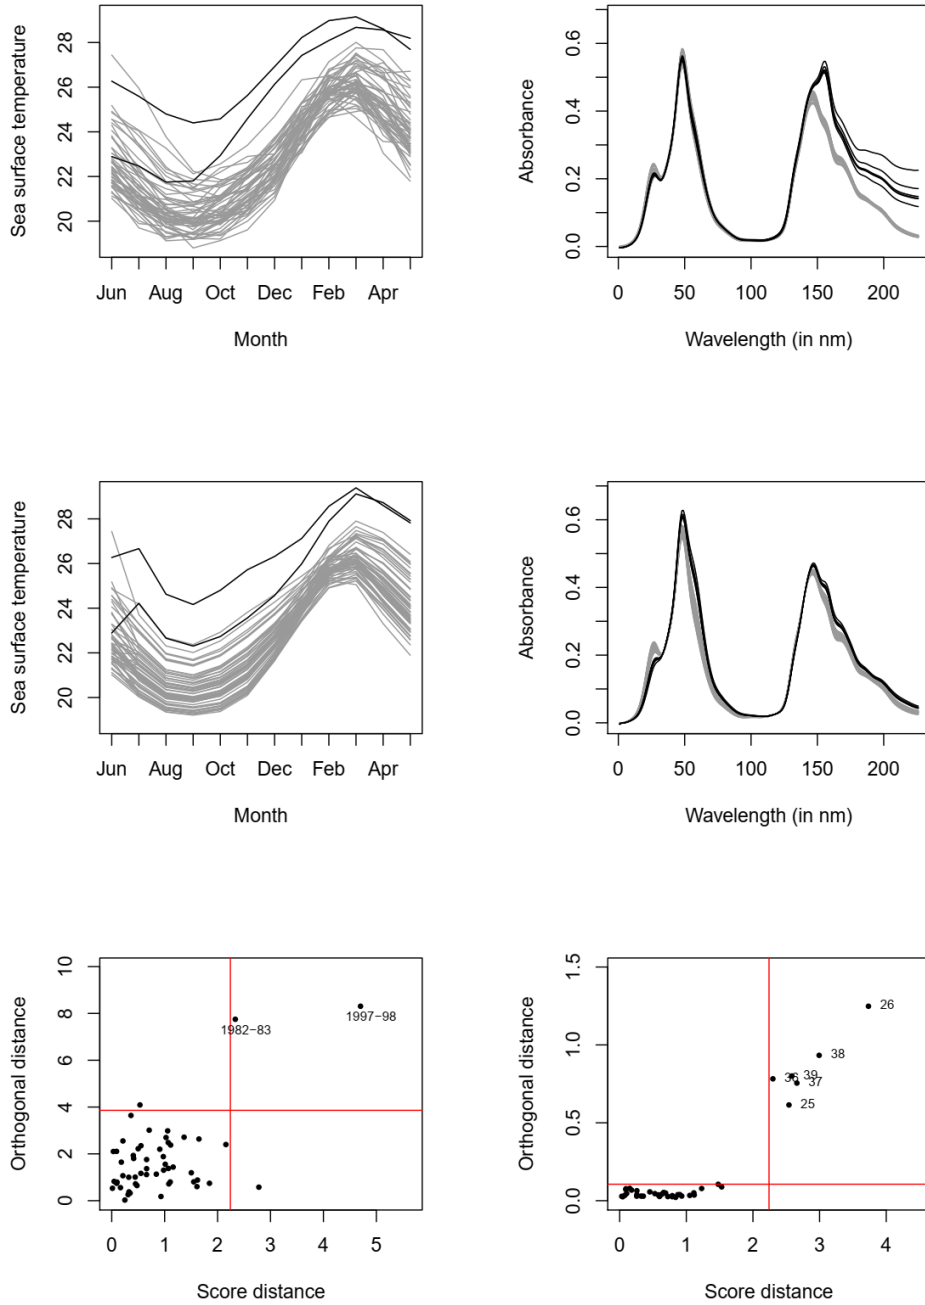 28
26
24
22
20
Sea surface temperature
Jun Aug Oct Dec Feb Apr
Month
0.6
0.4
0.2
0.0
Absorbance
0 50 100 150 200
Wavelength (in nm)
28
26
24
22
20
Sea surface temperature
Jun Aug Oct Dec Feb Apr
Month
0.6
0.4
0.2
0.0
Absorbance
0 50 100 150 200
Wavelength (in nm)
10
8
6
4
2
0
Orthogonal distance
1997−98
1982−83
0 1 2 3 4 5
Score distance
1.5
1.0
0.5
0.0
Orthogonal distance
26
38
39
36
37
25
0 1 2 3 4
Score distance